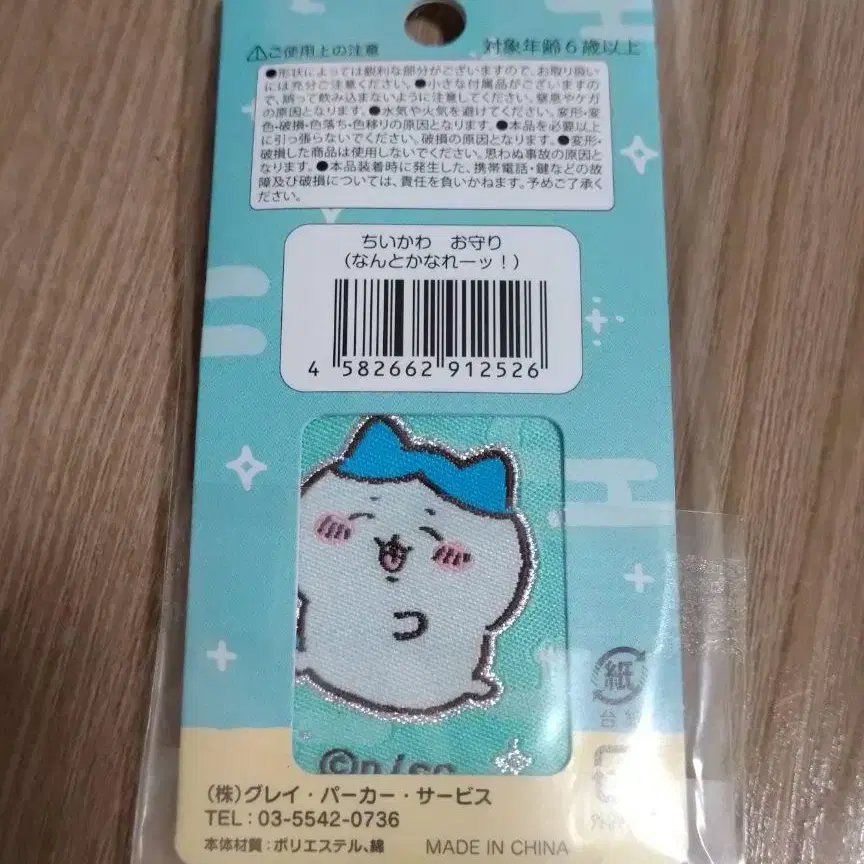 ⚠ご使用上の注意 対象年齢6歳以上
●形状によっては鋭利な部分がございますので、お取り扱い
には充分ご注意ください。●小さな付属品がございますの
で、誤って飲み込まないように注意してください。窒息やケガ
の原因となります。●水気や火気を避けてください。変形・変
色・破損・色落ち・色移りの原因となります。●本品を必要以上
に引っ張らないでください。破損の原因となります。●変形・
破損した商品は使用しないでください。思わぬ事故の原因と
なります。●本品装着時に発生した、携帯電話・鍵などの故
障及び破損については、責任を負いかねます。予めご了承く
ださい。
ちいかわ お守り
(なんとかなれーッ!)
4 582662 912526
紙
台紙
(株)グレイ・パーカー・サービス
TEL:03-5542-0736
本体材質:ポリエステル、綿 MADE IN CHINA